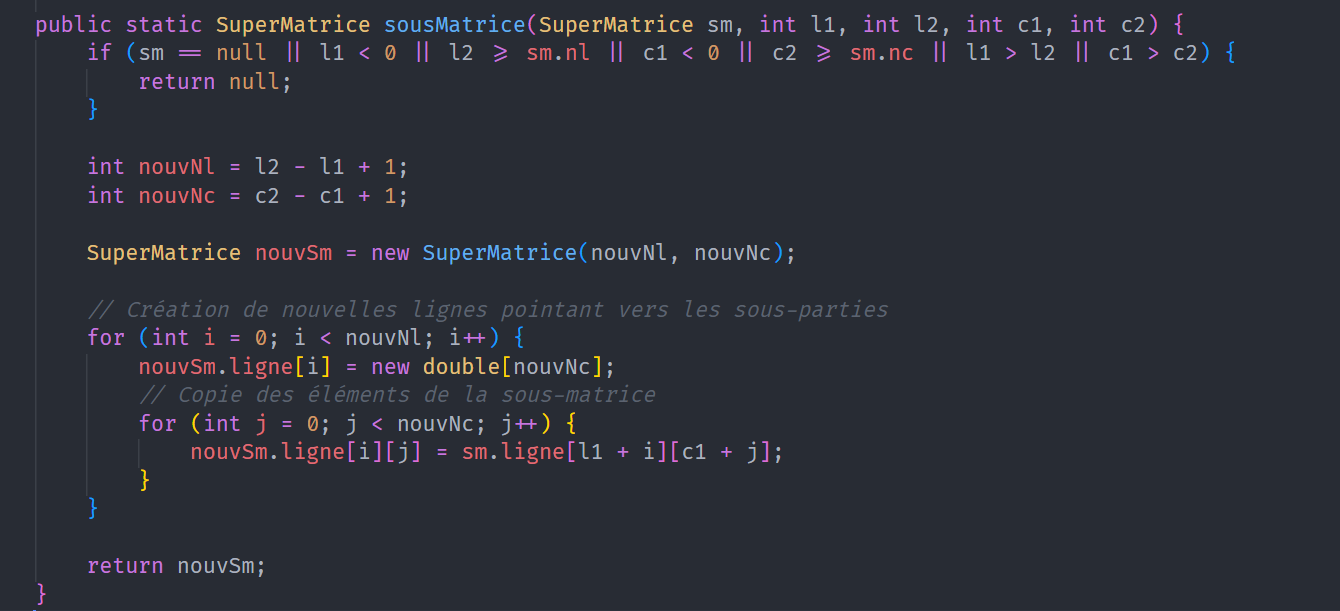 public static SuperMatrice sousMatrice(SuperMatrice sm, int l1, int l2, int c1, int c2) {
    if (sm == null || l1 < 0 || l2 >= sm.nl || c1 < 0 || c2 >= sm.nc || l1 > l2 || c1 > c2) {
        return null;
    }

    int nouvNl = l2 - l1 + 1;
    int nouvNc = c2 - c1 + 1;

    SuperMatrice nouvSm = new SuperMatrice(nouvNl, nouvNc);

    // Création de nouvelles lignes pointant vers les sous-parties
    for (int i = 0; i < nouvNl; i++) {
        nouvSm.ligne[i] = new double[nouvNc];
        // Copie des éléments de la sous-matrice
        for (int j = 0; j < nouvNc; j++) {
            nouvSm.ligne[i][j] = sm.ligne[l1 + i][c1 + j];
        }
    }

    return nouvSm;
}